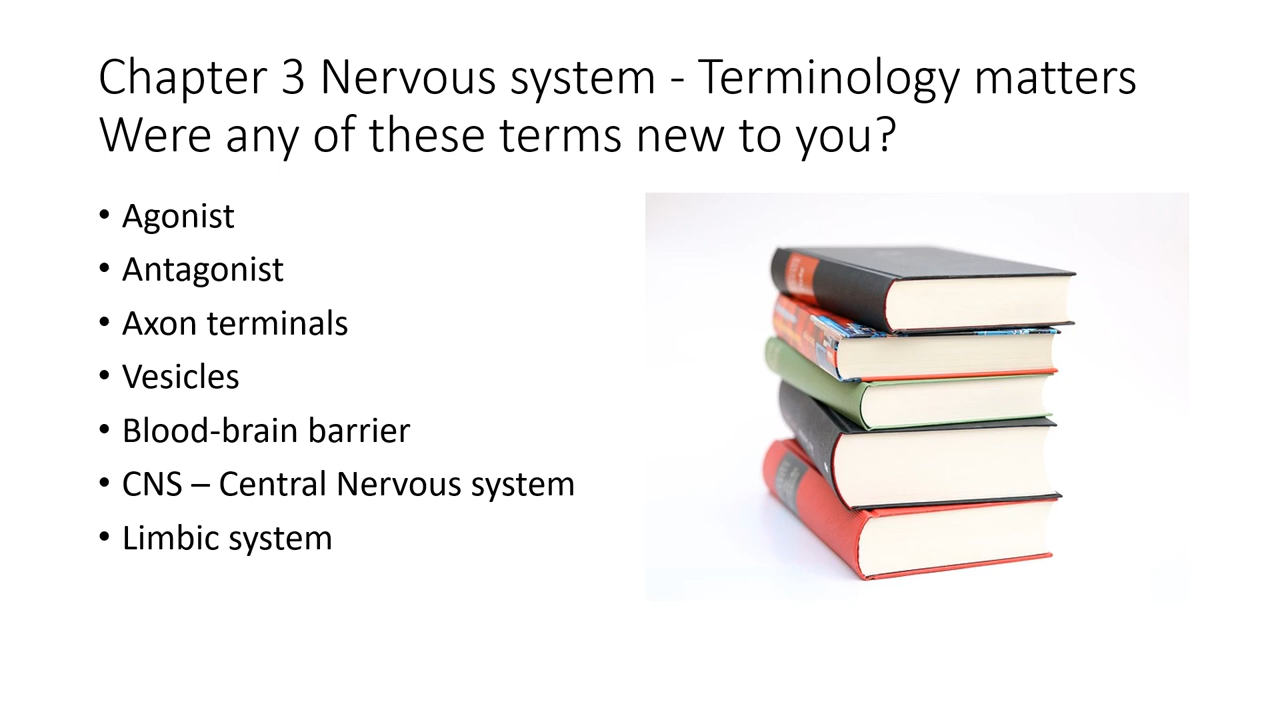 Chapter 3 Nervous system - Terminology matters
Were any of these terms new to you?
• Agonist
• Antagonist
• Axon terminals
• Vesicles
• Blood-brain barrier
• CNS – Central Nervous system
• Limbic system